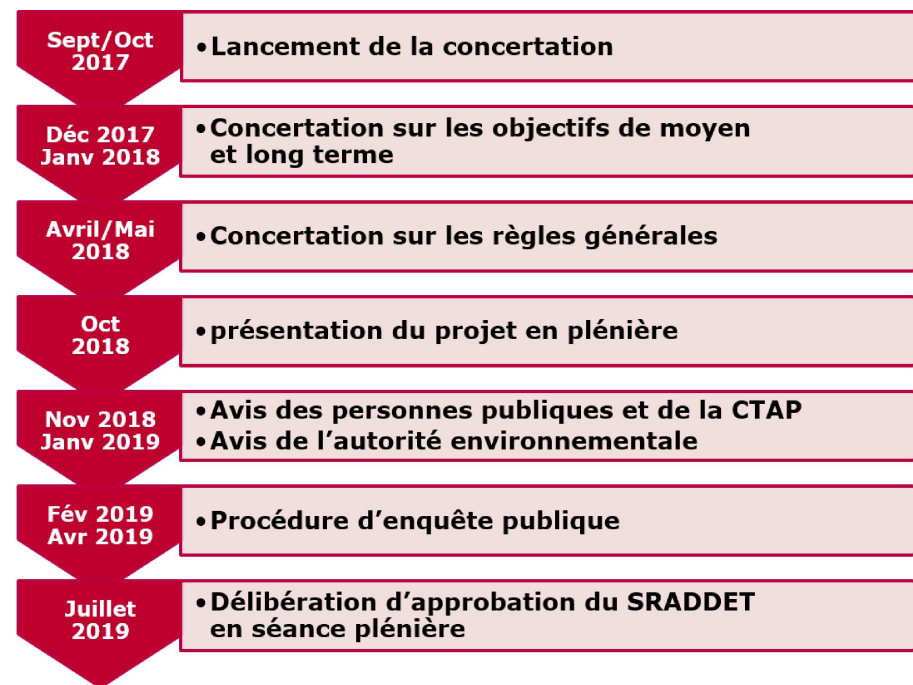 Sept/Oct
2017
•Lancement de la concertation
Déc 2017
Janv 2018
•Concertation sur les objectifs de moyen
et long terme
Avril/Mai
2018
•Concertation sur les règles générales
Oct
2018
•présentation du projet en plénière
Nov 2018
Janv 2019
•Avis des personnes publiques et de la CTAP
•Avis de l’autorité environnementale
Fév 2019
Avr 2019
•Procédure d’enquête publique
Juillet
2019
•Délibération d’approbation du SRADDET
en séance plénière